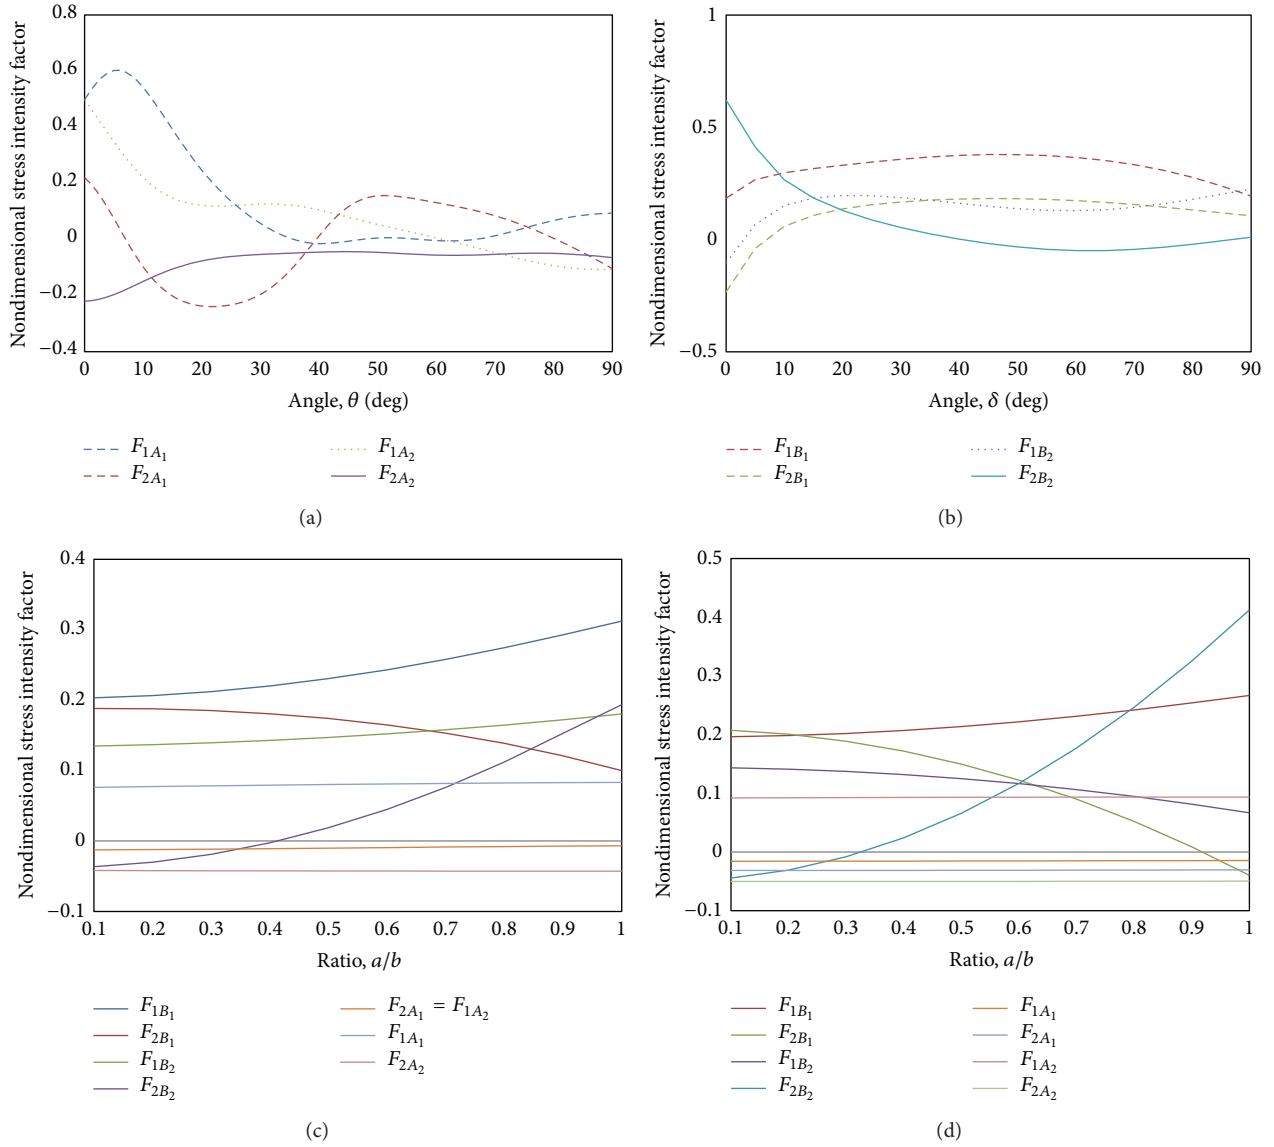 Nondimensional stress intensity factor
0.8
0.6
0.4
0.2
0
−0.2
−0.4
0 10 20 30 40 50 60 70 80 90
Angle, θ (deg)
F1A1
F1A2
F2A1
F2A2
(a)
Nondimensional stress intensity factor
1
0.5
0
−0.5
0 10 20 30 40 50 60 70 80 90
Angle, δ (deg)
F1B1
F1B2
F2B1
F2B2
(b)
Nondimensional stress intensity factor
0.4
0.3
0.2
0.1
0
−0.1
0.1 0.2 0.3 0.4 0.5 0.6 0.7 0.8 0.9 1
Ratio, a/b
F1B1
F2A1 = F1A2
F2B1
F1A1
F1B2
F2A2
F2B2
(c)
Nondimensional stress intensity factor
0.5
0.4
0.3
0.2
0.1
0
−0.1
0.1 0.2 0.3 0.4 0.5 0.6 0.7 0.8 0.9 1
Ratio, a/b
F1B1
F1A1
F2B1
F2A1
F1B2
F1A2
F2B2
F2A2
(d)